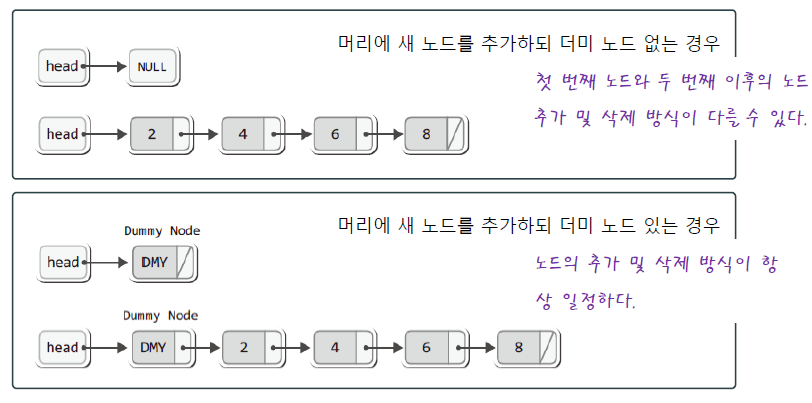 머리에 새 노드를 추가하되 더미 노드 없는 경우
head NULL
첫 번째 노드와 두 번째 이후의 노드
추가 및 삭제 방식이 다를 수 있다.
head 2 4 6 8
머리에 새 노드를 추가하되 더미 노드 있는 경우
Dummy Node
head DMY
노드의 추가 및 삭제 방식이 항
상 일정하다.
Dummy Node
head DMY 2 4 6 8